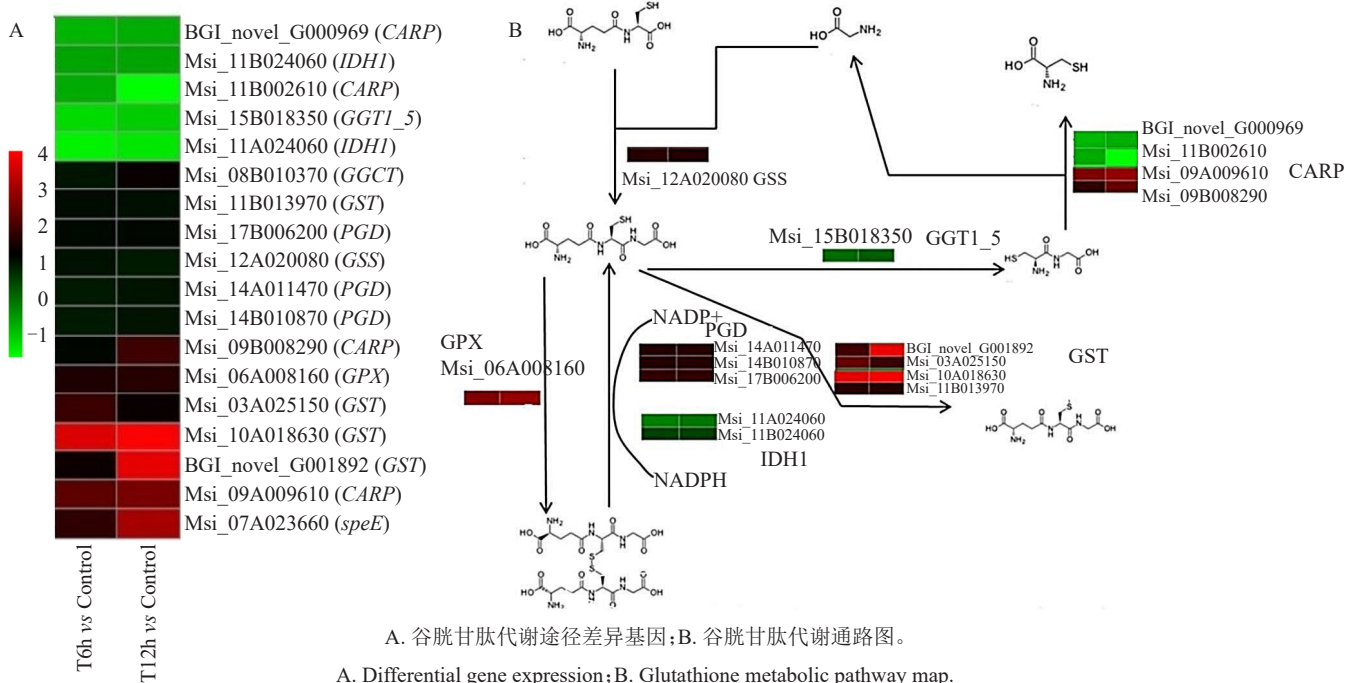 A
BGI_novel_G000969 (CARP)
Msi_11B024060 (IDH1)
Msi_11B002610 (CARP)
Msi_15B018350 (GGT1_5)
Msi_11A024060 (IDH1)
Msi_08B010370 (GGCT)
Msi_11B013970 (GST)
Msi_17B006200 (PGD)
Msi_12A020080 (GSS)
Msi_14A011470 (PGD)
Msi_14B010870 (PGD)
Msi_09B008290 (CARP)
Msi_06A008160 (GPX)
Msi_03A025150 (GST)
Msi_10A018630 (GST)
BGI_novel_G001892 (GST)
Msi_09A009610 (CARP)
Msi_07A023660 (speE)
4
3
2
1
0
−1
T6h vs Control
T12h vs Control
B
Msi_12A020080 GSS
BGI_novel_G000969
Msi_11B002610
Msi_09A009610
Msi_09B008290
CARP
Msi_15B018350 GGT1_5
GPX
Msi_06A008160
NADP+
PGD
Msi_14A011470
Msi_14B010870
Msi_17B006200
Msi_11A024060
Msi_11B024060
IDH1
NADPH
BGI_novel_G001892
Msi_03A025150
Msi_10A018630
Msi_11B013970
GST
A. 谷胱甘肽代谢途径差异基因;B. 谷胱甘肽代谢通路图。
A. Differential gene expression;B. Glutathione metabolic pathway map.